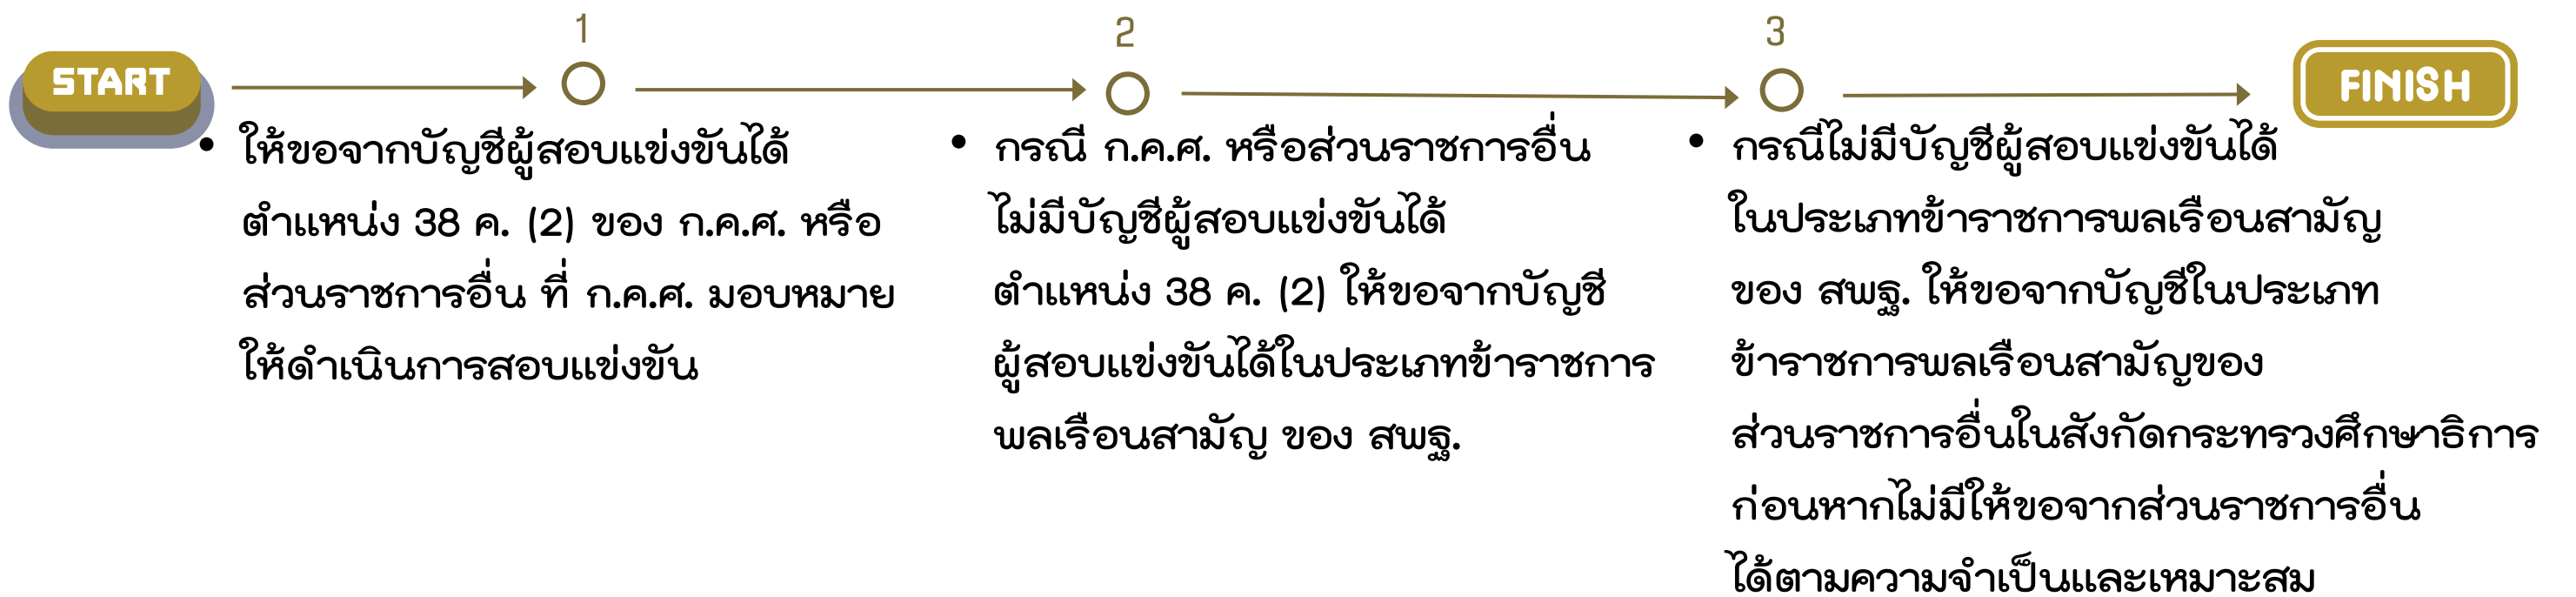 START
1
2
3
FINISH
• ให้ขอจากบัญชีผู้สอบแข่งขันได้
ตำแหน่ง 38 ค. (2) ของ ก.ค.ศ. หรือ
ส่วนราชการอื่น ที่ ก.ค.ศ. มอบหมาย
ให้ดำเนินการสอบแข่งขัน
• กรณี ก.ค.ศ. หรือส่วนราชการอื่น
ไม่มีบัญชีผู้สอบแข่งขันได้
ตำแหน่ง 38 ค. (2) ให้ขอจากบัญชี
ผู้สอบแข่งขันได้ในประเภทข้าราชการ
พลเรือนสามัญ ของ สพฐ.
• กรณีไม่มีบัญชีผู้สอบแข่งขันได้
ในประเภทข้าราชการพลเรือนสามัญ
ของ สพฐ. ให้ขอจากบัญชีในประเภท
ข้าราชการพลเรือนสามัญของ
ส่วนราชการอื่นในสังกัดกระทรวงศึกษาธิการ
ก่อนหากไม่มีให้ขอจากส่วนราชการอื่น
ได้ตามความจำเป็นและเหมาะสม